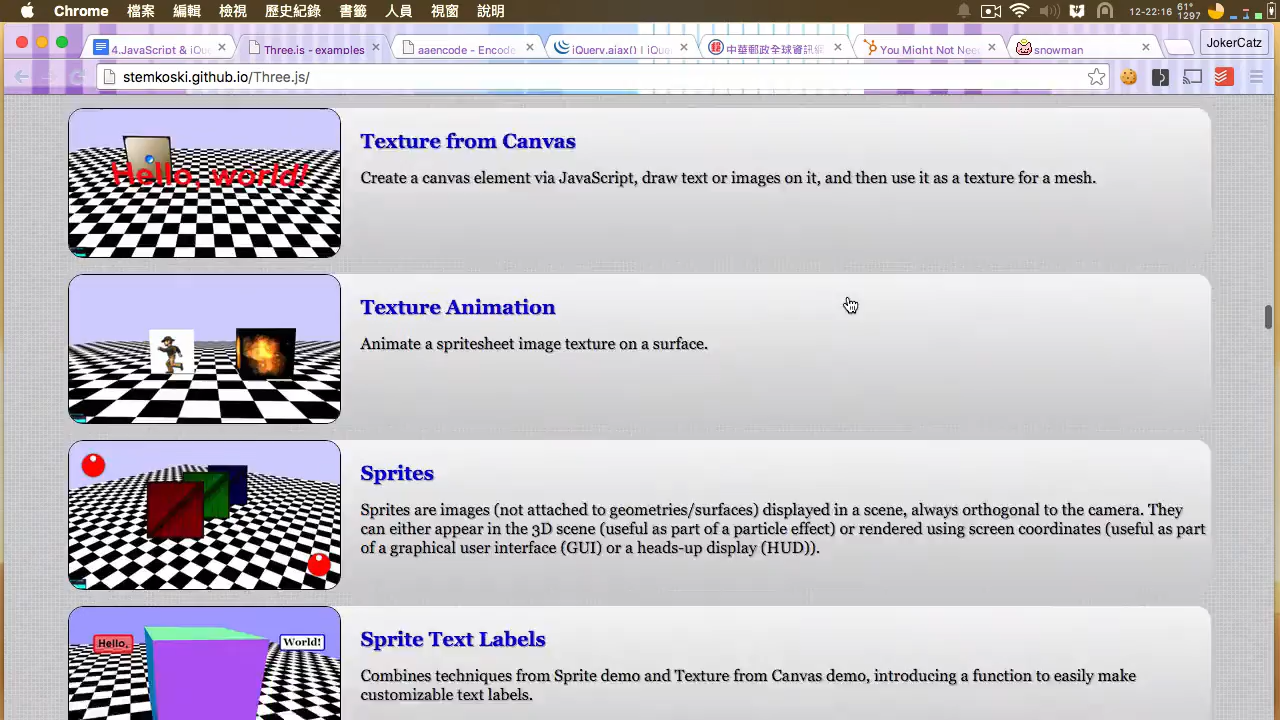 Chrome 檔案 編輯 檢視 歷史紀錄 書籤 人員 視窗 說明 12-22-16 61° 1297
4.JavaScript & iQue Three.js - examples aaencode - Encod jQuery.ajax() | jQue 中華郵政全球資訊 You Might Not Nee snowman JokerCatz
stemkoski.github.io/Three.js/
Hello, world!
Texture from Canvas
Create a canvas element via JavaScript, draw text or images on it, and then use it as a texture for a mesh.
Texture Animation
Animate a spritesheet image texture on a surface.
Sprites
Sprites are images (not attached to geometries/surfaces) displayed in a scene, always orthogonal to the camera. They
can either appear in the 3D scene (useful as part of a particle effect) or rendered using screen coordinates (useful as part
of a graphical user interface (GUI) or a heads-up display (HUD)).
Hello, World!
Sprite Text Labels
Combines techniques from Sprite demo and Texture from Canvas demo, introducing a function to easily make
customizable text labels.